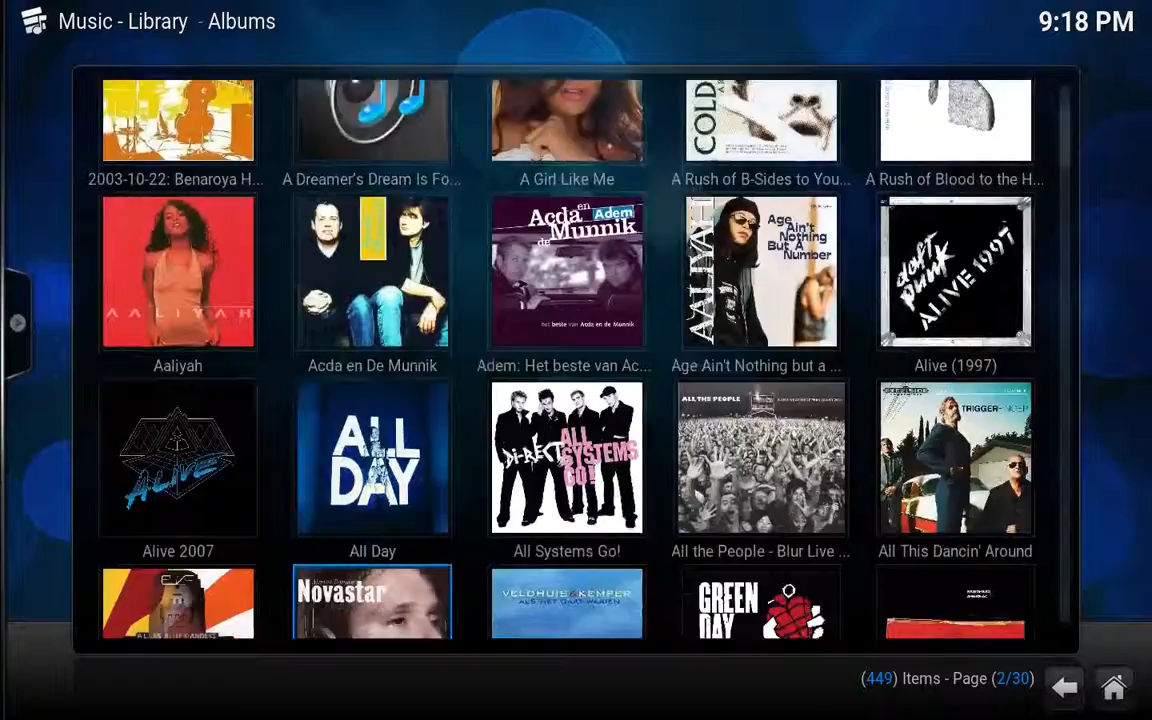 Music - Library - Albums
9:18 PM
COLD
2003-10-22: Benaroya H...
A Dreamer's Dream Is Fo...
A Girl Like Me
A Rush of B-Sides to You...
A Rush of Blood to the H...
AALIYAH
Acda en
de Munnik
Adem
het beste van Acda en de Munnik
AALIYAH
Age
Ain't
Nothing
But A
Number
daft
punk
ALIVE 1997
Aaliyah
Acda en De Munnik
Adem: Het beste van Ac...
Age Ain't Nothing but a ...
Alive (1997)
ALIVE
ALL
DAY
Di-RECT
ALL
SYSTEMS
GO!
ALL THE PEOPLE
Alive 2007
All Day
All Systems Go!
All the People - Blur Live ...
All This Dancin' Around
Novastar
VELDHUIS & KEMPER
GREEN
DAY
(449) Items - Page (2/30)